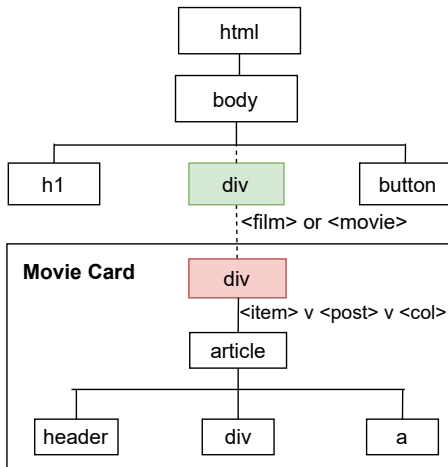 html
body
h1 div button
<film> or <movie>
Movie Card
div
<item> v <post> v <col>
article
header div a